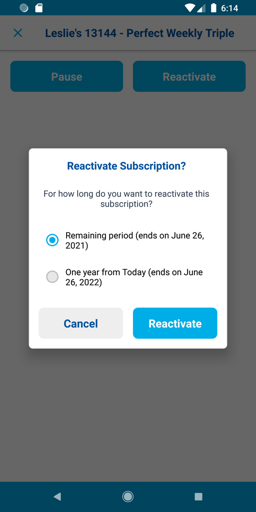 6:14
Leslie's 13144 - Perfect Weekly Triple
Pause
Reactivate
Reactivate Subscription?
For how long do you want to reactivate this
subscription?
Remaining period (ends on June 26,
2021)
One year from Today (ends on June
26, 2022)
Cancel
Reactivate